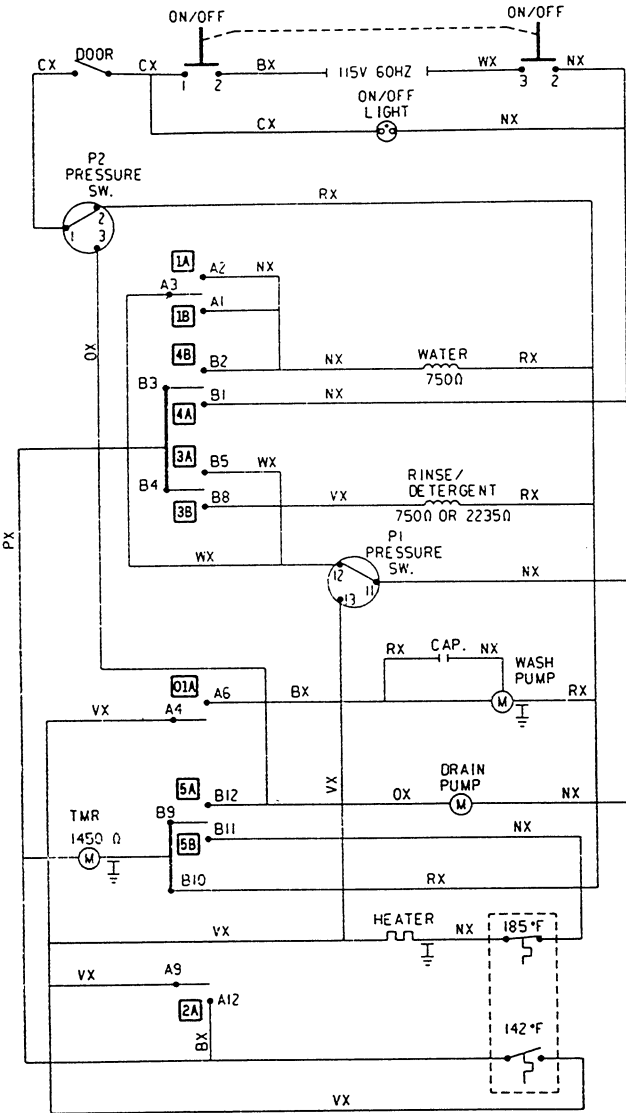 ON/OFF
ON/OFF
CX
DOOR
CX
BX
115V 60HZ
WX
NX
1
2
3
2
ON/OFF
LIGHT
CX
NX
P2
PRESSURE
SW.
RX
2
1
3
1A
A2
NX
A3
A1
1B
OX
4B
B2
NX
WATER
RX
750Ω
B3
B1
NX
4A
3A
B5
WX
RINSE/
DETERGENT
B4
B8
VX
RX
3B
750Ω OR 2235Ω
PX
P1
PRESSURE
SW.
WX
12
11
NX
13
RX
CAP.
NX
WASH
PUMP
01A
A6
BX
M
RX
VX
A4
VX
5A
DRAIN
PUMP
B12
OX
M
NX
TMR
B9
B11
NX
1450 Ω
5B
M
B10
RX
HEATER
185°F
VX
NX
VX
A9
2A
A12
BX
142°F
VX